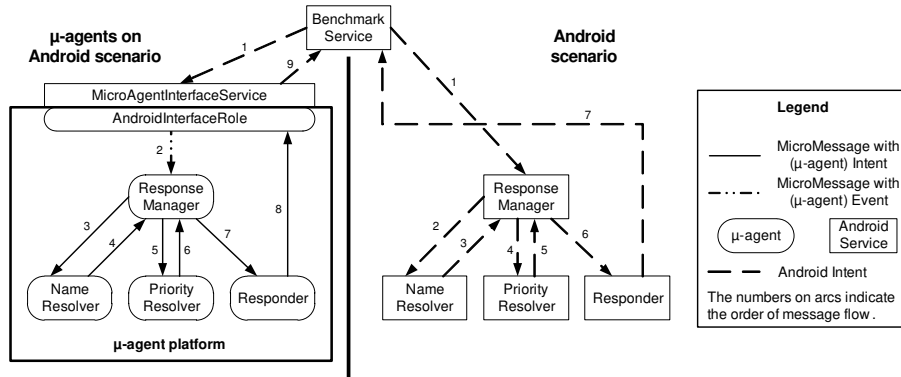 μ-agents on
Android scenario
Benchmark
Service
Android
scenario
1
9
1
7
MicroAgentInterfaceService
AndroidInterfaceRole
2
Response
Manager
3
4
5
6
7
8
Name
Resolver
Priority
Resolver
Responder
μ-agent platform
Response
Manager
2
3
4
5
6
Name
Resolver
Priority
Resolver
Responder
Legend
MicroMessage with
(μ-agent) Intent
MicroMessage with
(μ-agent) Event
μ-agent
Android
Service
Android Intent
The numbers on arcs indicate
the order of message flow.